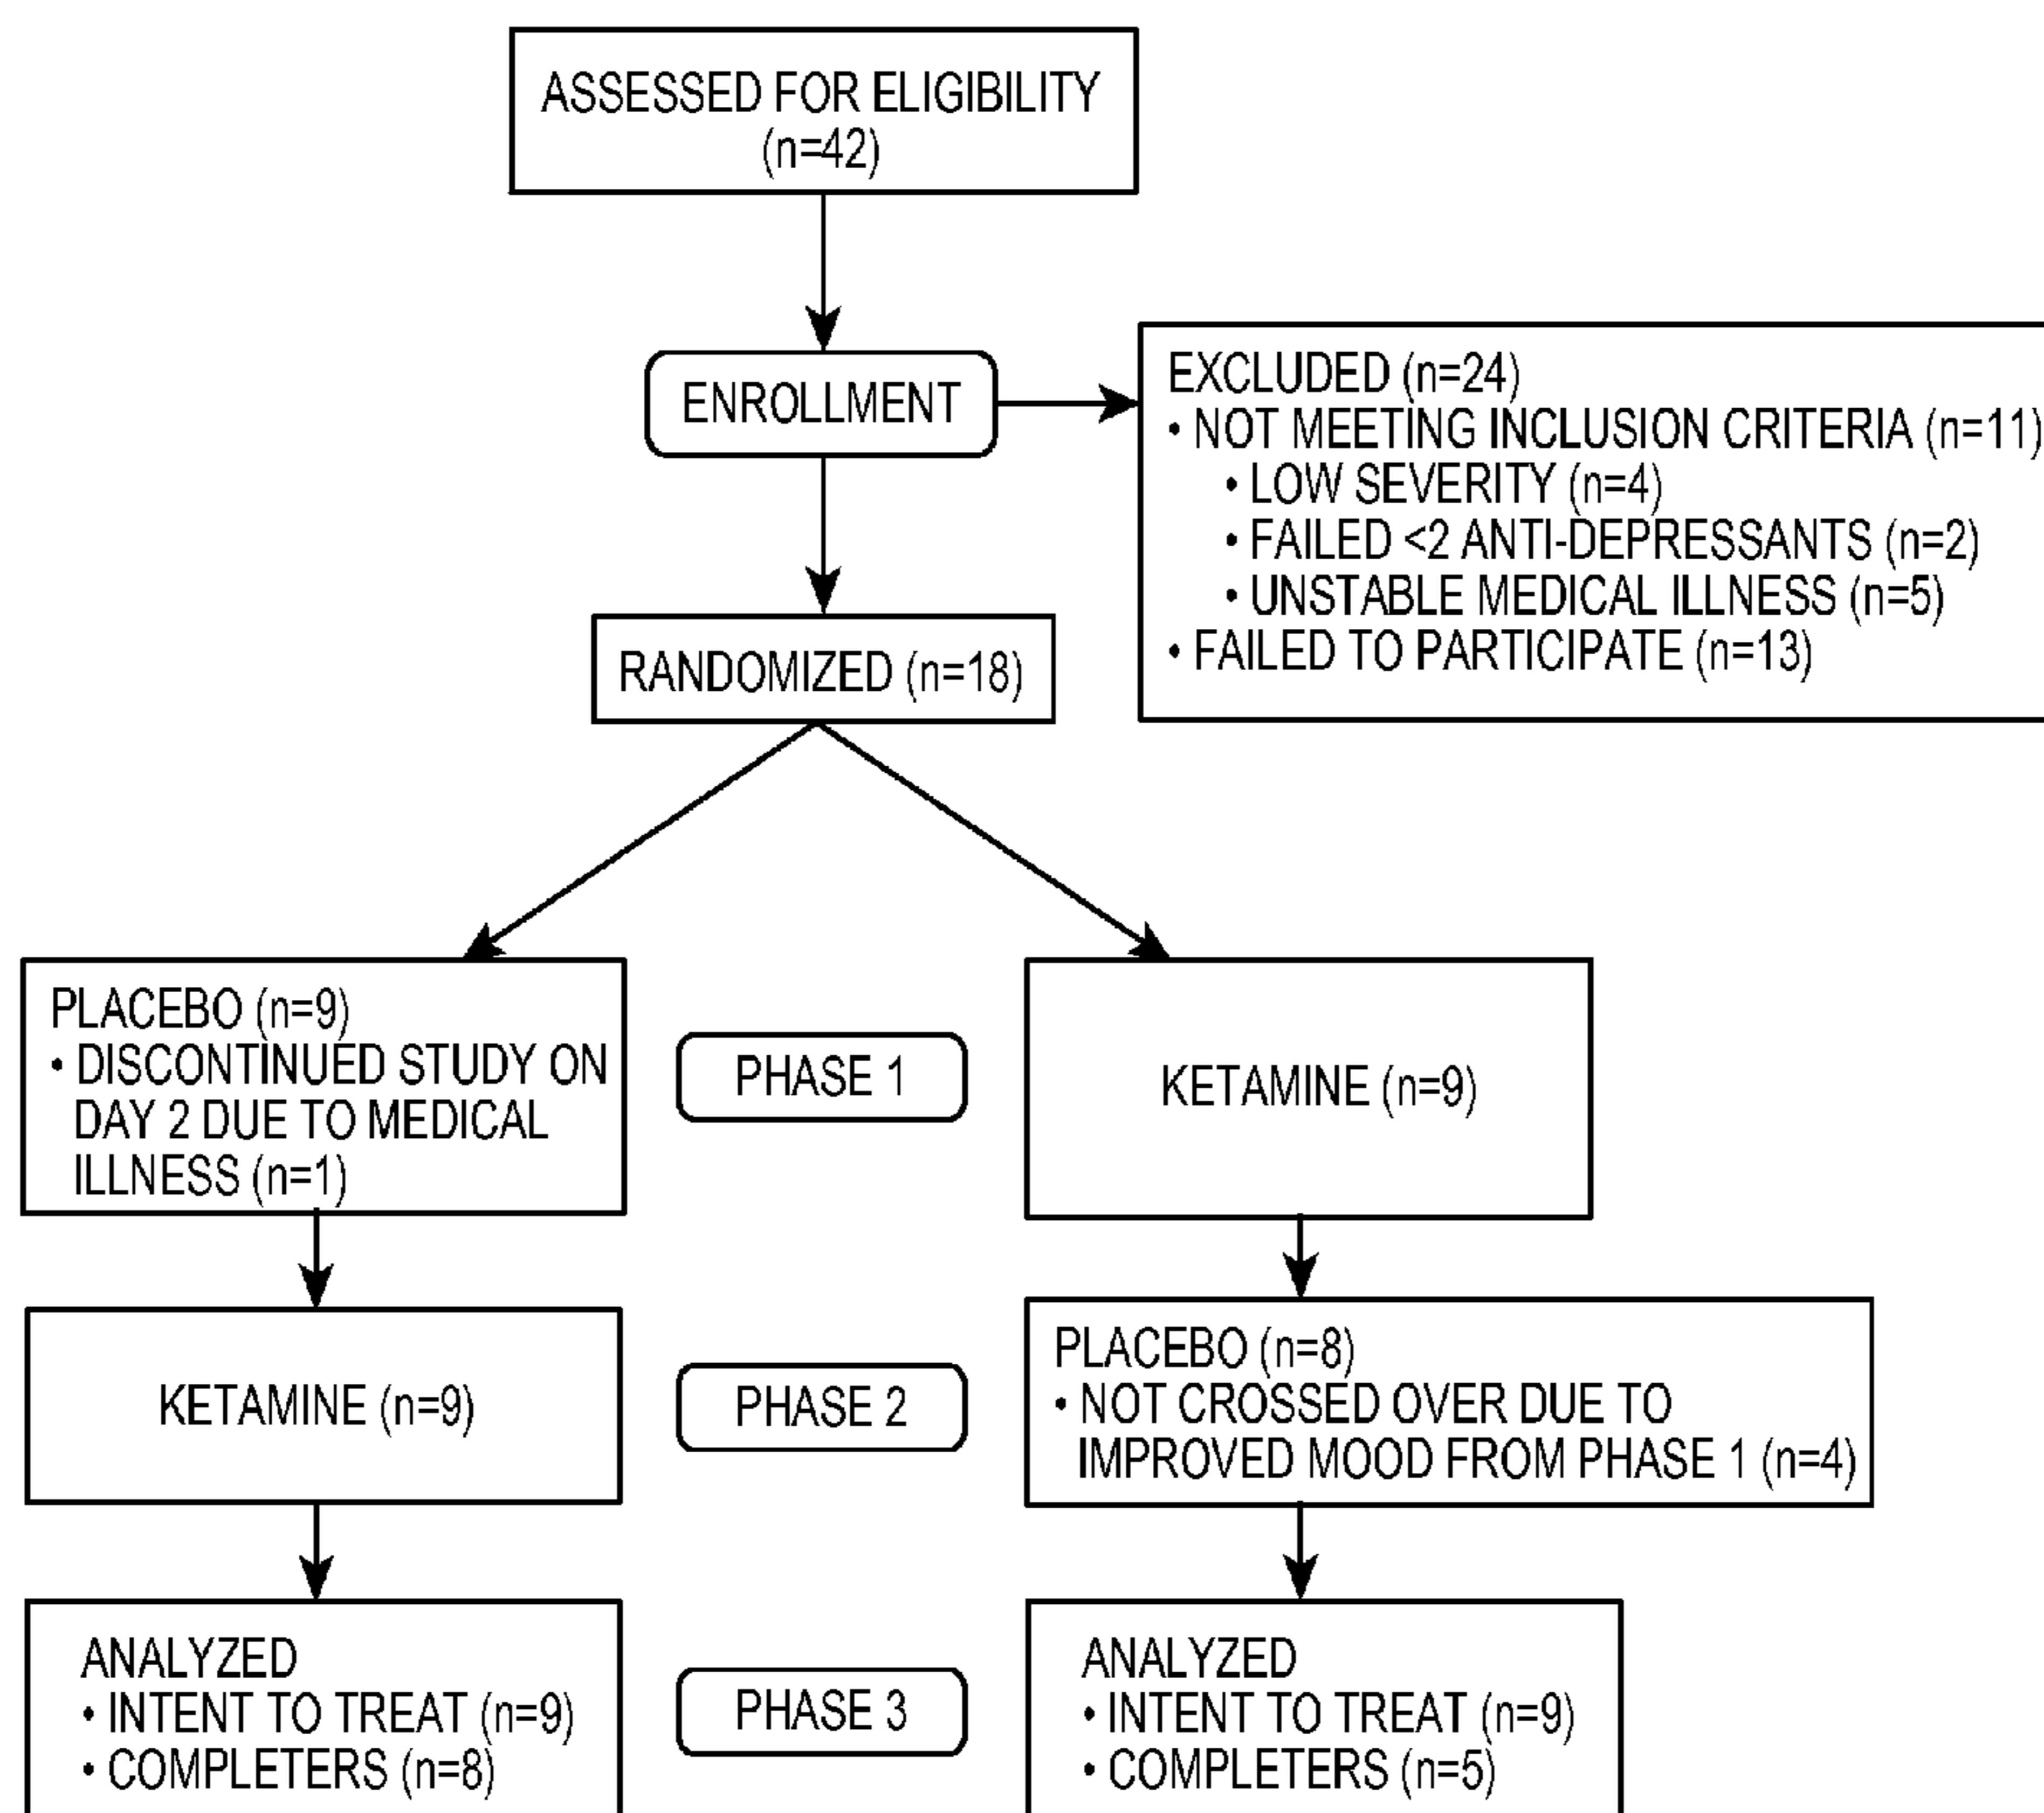 ASSESSED FOR ELIGIBILITY
(n=42)
ENROLLMENT
EXCLUDED (n=24)
• NOT MEETING INCLUSION CRITERIA (n=11)
• LOW SEVERITY (n=4)
• FAILED <2 ANTI-DEPRESSANTS (n=2)
• UNSTABLE MEDICAL ILLNESS (n=5)
• FAILED TO PARTICIPATE (n=13)
RANDOMIZED (n=18)
PLACEBO (n=9)
• DISCONTINUED STUDY ON
DAY 2 DUE TO MEDICAL
ILLNESS (n=1)
PHASE 1
KETAMINE (n=9)
KETAMINE (n=9)
PHASE 2
PLACEBO (n=8)
• NOT CROSSED OVER DUE TO
IMPROVED MOOD FROM PHASE 1 (n=4)
ANALYZED
• INTENT TO TREAT (n=9)
• COMPLETERS (n=8)
PHASE 3
ANALYZED
• INTENT TO TREAT (n=9)
• COMPLETERS (n=5)